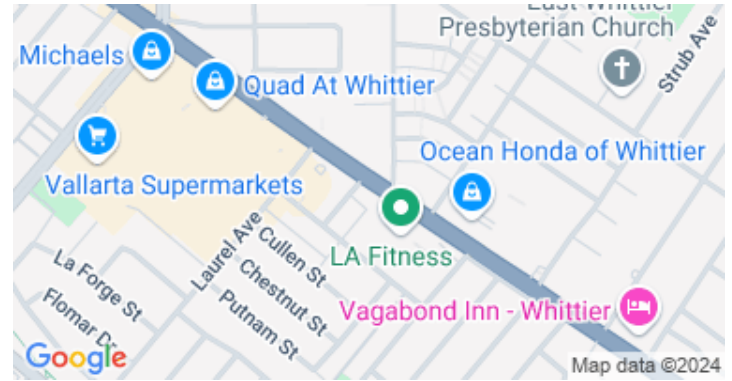 East Whittier
Presbyterian Church
Strub Ave
Michaels
Quad At Whittier
Ocean Honda of Whittier
Vallarta Supermarkets
Laurel Ave
LA Fitness
Cullen St
La Forge St
Chestnut St
Flomar Dr
Putnam St
Vagabond Inn - Whittier
Google
Map data ©2024